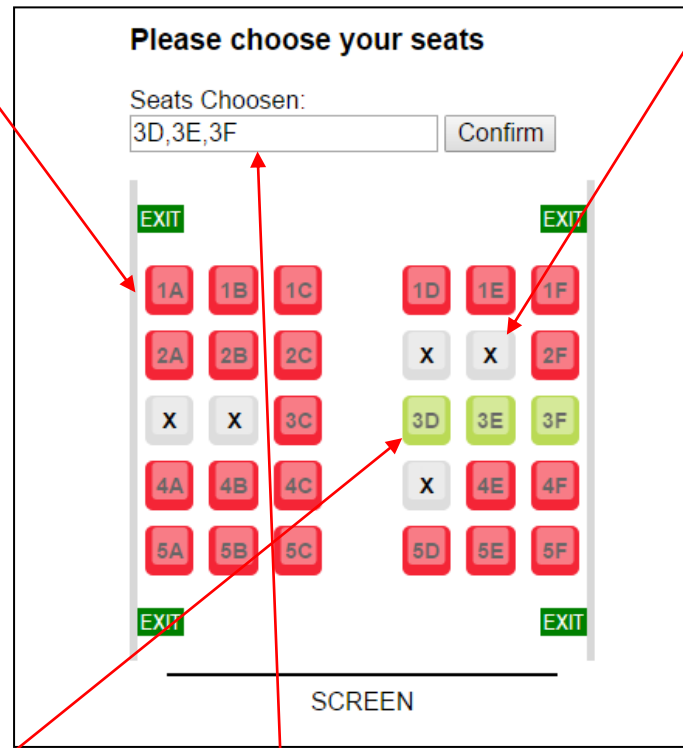 Please choose your seats
Seats Choosen:
3D,3E,3F Confirm
EXIT EXIT
1A 1B 1C 1D 1E 1F
2A 2B 2C X X 2F
X X 3C 3D 3E 3F
4A 4B 4C X 4E 4F
5A 5B 5C 5D 5E 5F
EXIT EXIT
SCREEN